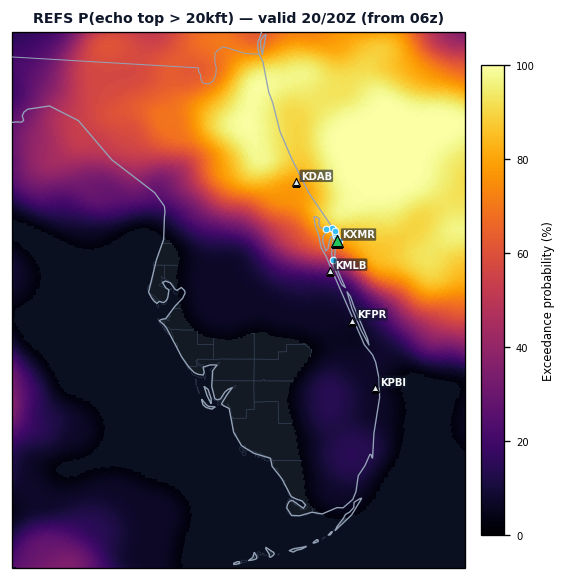 REFS P(echo top > 20kft) — valid 20/20Z (from 06z)
100
80
60
40
20
0
Exceedance probability (%)
KDAB
KXMR
KMLB
KFPR
KPBI